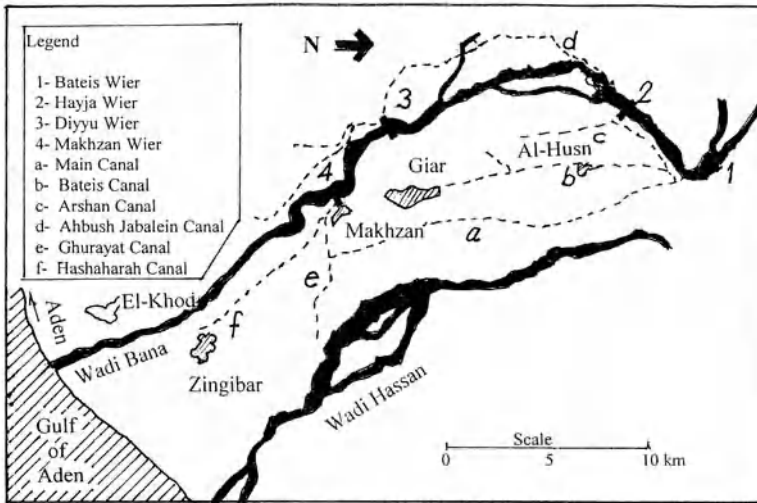 Legend
1- Bateis Wier
2- Hayja Wier
3- Diyyu Wier
4- Makhzan Wier
a- Main Canal
b- Bateis Canal
c- Arshan Canal
d- Ahbush Jabalein Canal
e- Ghurayat Canal
f- Hashaharah Canal
N
d
3
2
c
Al-Husn
1
4
Giar
b
Makhzan
a
e
El-Khod
Aden
f
Wadi Bana
Zingibar
Wadi Hassan
Gulf
of
Aden
Scale
0 5 10 km